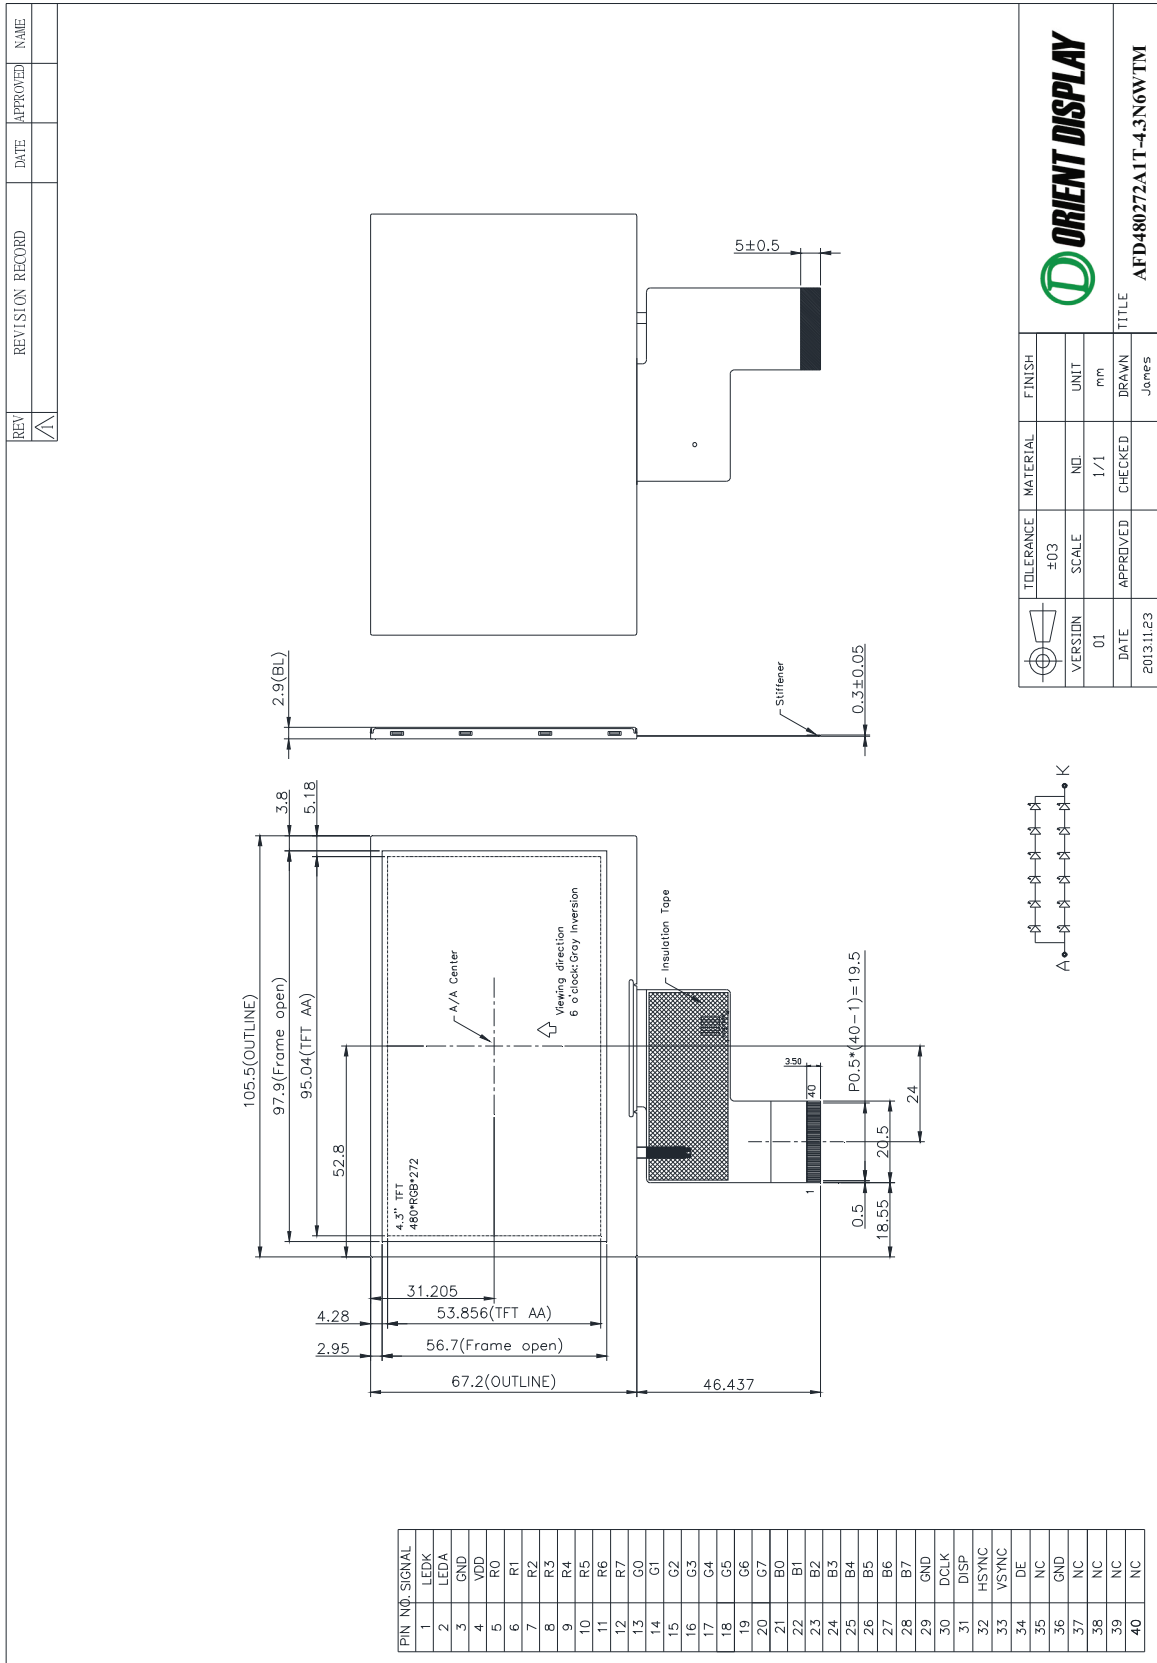 REV REVISION RECORD DATE APPROVED NAME
1
5±0.5
2.9(BL)
Stiffener
0.3±0.05
105.5(OUTLINE)
97.9(Frame open)
95.04(TFT AA)
52.8
3.8
5.18
A/A Center
Viewing direction
6 o'clock:Gray Inversion
4.3" TFT
480*RGB*272
Insulation Tape
31.205
4.28
53.856(TFT AA)
2.95
56.7(Frame open)
67.2(OUTLINE)
46.437
3.50
1
40
P0.5*(40-1)=19.5
0.5
20.5
18.55
24
A
K
PIN NO. SIGNAL
1 LEDK
2 LEDA
3 GND
4 VDD
5 R0
6 R1
7 R2
8 R3
9 R4
10 R5
11 R6
12 R7
13 G0
14 G1
15 G2
16 G3
17 G4
18 G5
19 G6
20 G7
21 B0
22 B1
23 B2
24 B3
25 B4
26 B5
27 B6
28 B7
29 GND
30 DCLK
31 DISP
32 HSYNC
33 VSYNC
34 DE
35 NC
36 GND
37 NC
38 NC
39 NC
40 NC
TOLERANCE MATERIAL FINISH
±03
VERSION SCALE NO. UNIT
01 1/1 mm
DATE APPROVED CHECKED DRAWN
2013.11.23 James
D ORIENT DISPLAY
TITLE
AFD480272A1T-4.3N6WTM